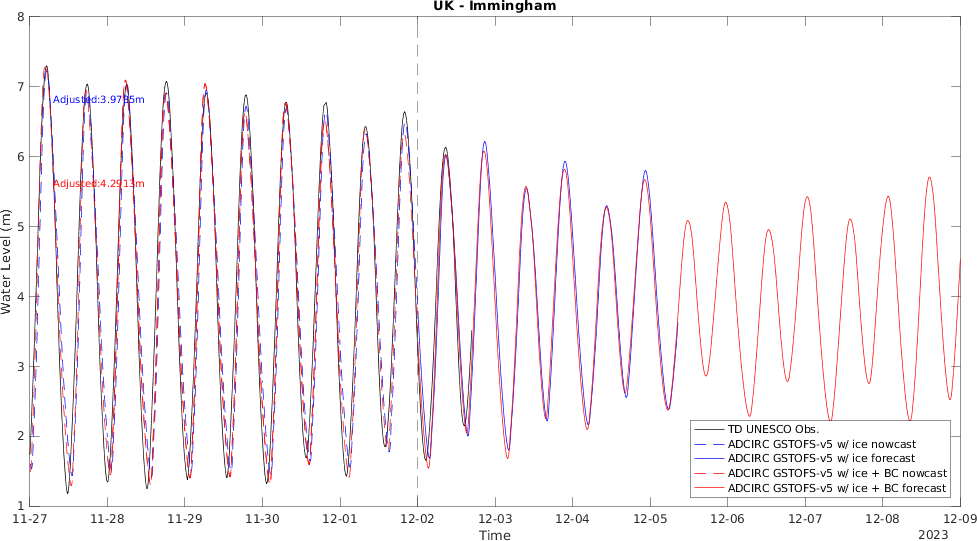 UK - Immingham
8
7
6
5
4
3
2
1
Water Level (m)
Adjusted:3.9785m
Adjusted:4.2913m
TD UNESCO Obs.
ADCIRC GSTOFS-v5 w/ ice nowcast
ADCIRC GSTOFS-v5 w/ ice forecast
ADCIRC GSTOFS-v5 w/ ice + BC nowcast
ADCIRC GSTOFS-v5 w/ ice + BC forecast
11-27 11-28 11-29 11-30 12-01 12-02 12-03 12-04 12-05 12-06 12-07 12-08 12-09
Time 2023